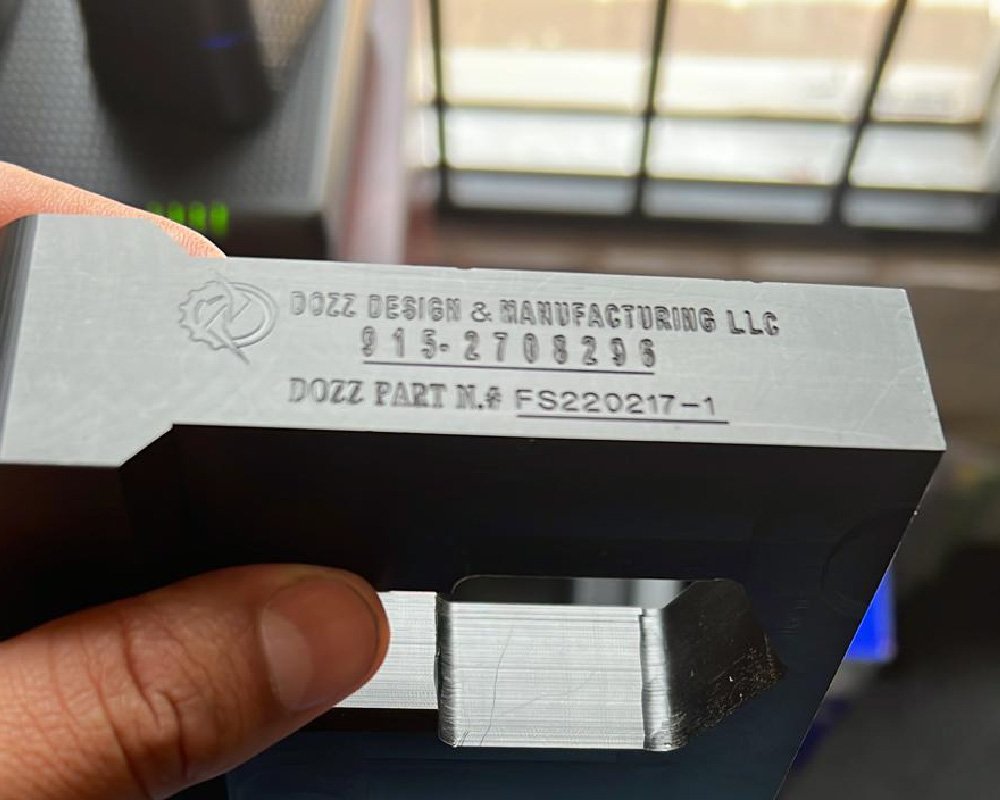 DOZZ DESIGN & MANUFACTURING LLC
915-2708296
DOZZ PART N.# FS220217-1